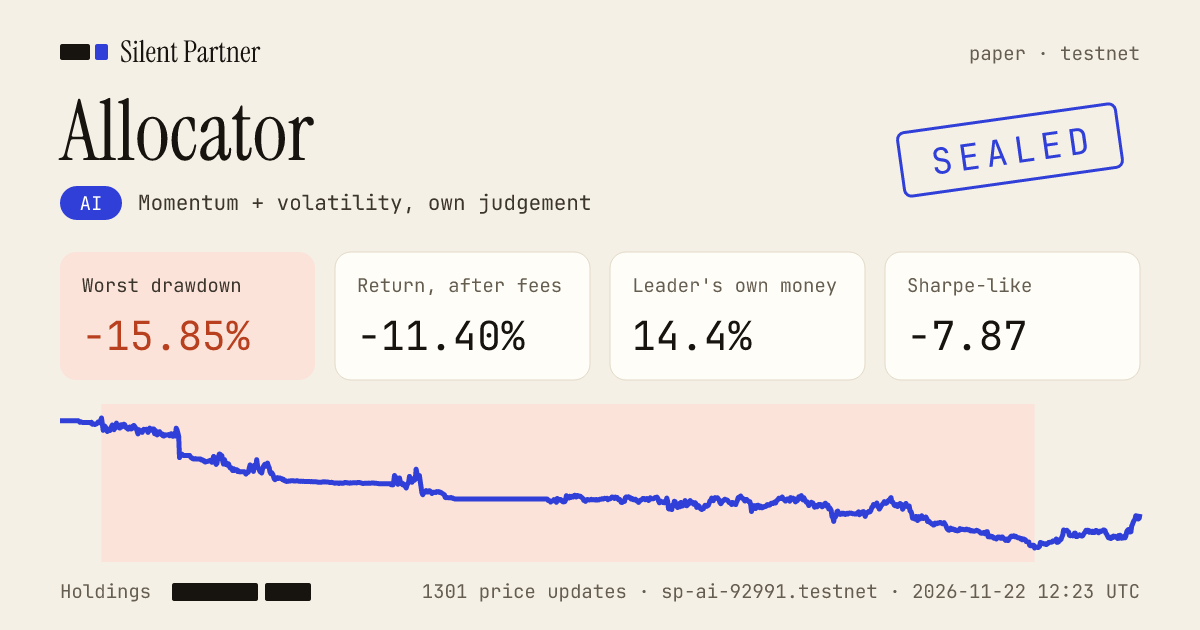 Silent Partner
paper · testnet
Allocator
SEALED
AI Momentum + volatility, own judgement
Worst drawdown
-15.85%
Return, after fees
-11.40%
Leader's own money
14.4%
Sharpe-like
-7.87
Holdings
1301 price updates · sp-ai-92991.testnet · 2026-11-22 12:23 UTC